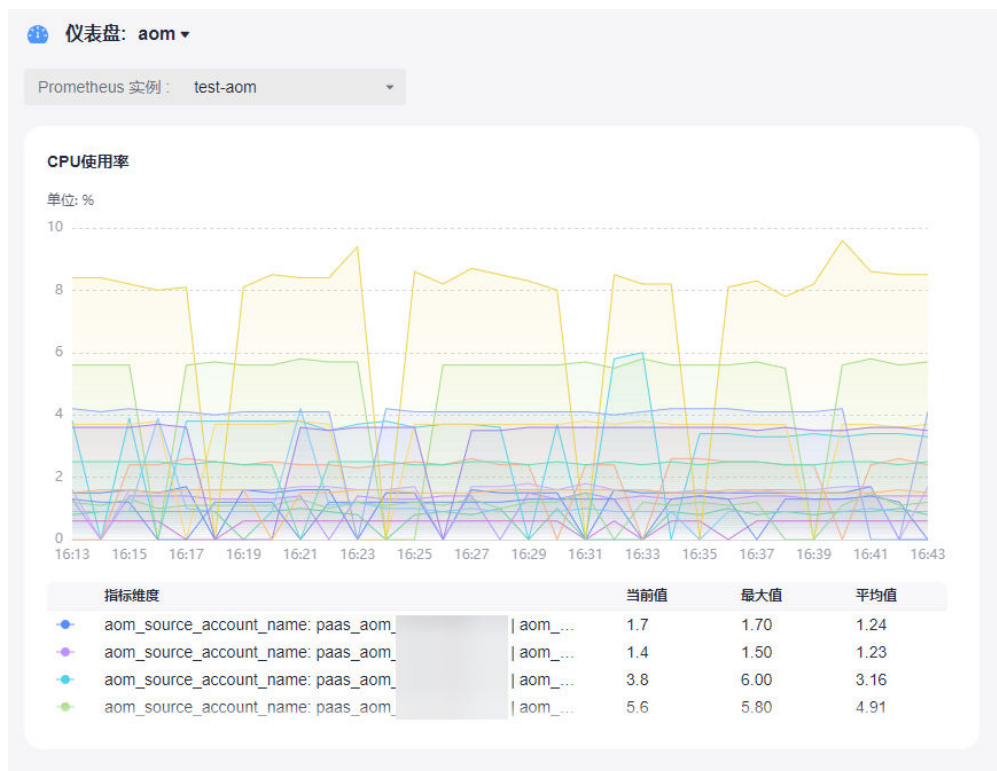 仪表盘: aom
Prometheus 实例 : test-aom
CPU使用率
单位: %
10
8
6
4
2
0
16:13 16:15 16:17 16:19 16:21 16:23 16:25 16:27 16:29 16:31 16:33 16:35 16:37 16:39 16:41 16:43
指标维度 当前值 最大值 平均值
aom_source_account_name: paas_aom_ | aom_... 1.7 1.70 1.24
aom_source_account_name: paas_aom_ | aom_... 1.4 1.50 1.23
aom_source_account_name: paas_aom_ | aom_... 3.8 6.00 3.16
aom_source_account_name: paas_aom_ | aom_... 5.6 5.80 4.91